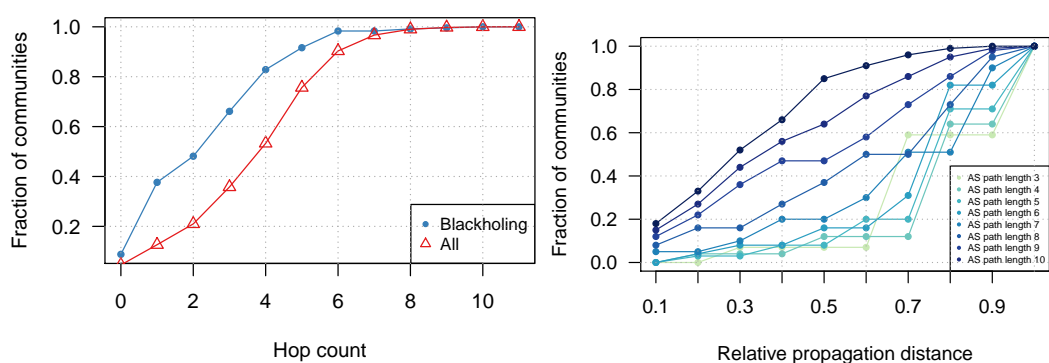 Fraction of communities
1.0
0.8
0.6
0.4
0.2
0
2
4
6
8
10
Hop count
Blackholing
All
Fraction of communities
1.0
0.8
0.6
0.4
0.2
0.0
0.1
0.3
0.5
0.7
0.9
Relative propagation distance
AS path length 3
AS path length 4
AS path length 5
AS path length 6
AS path length 7
AS path length 8
AS path length 9
AS path length 10